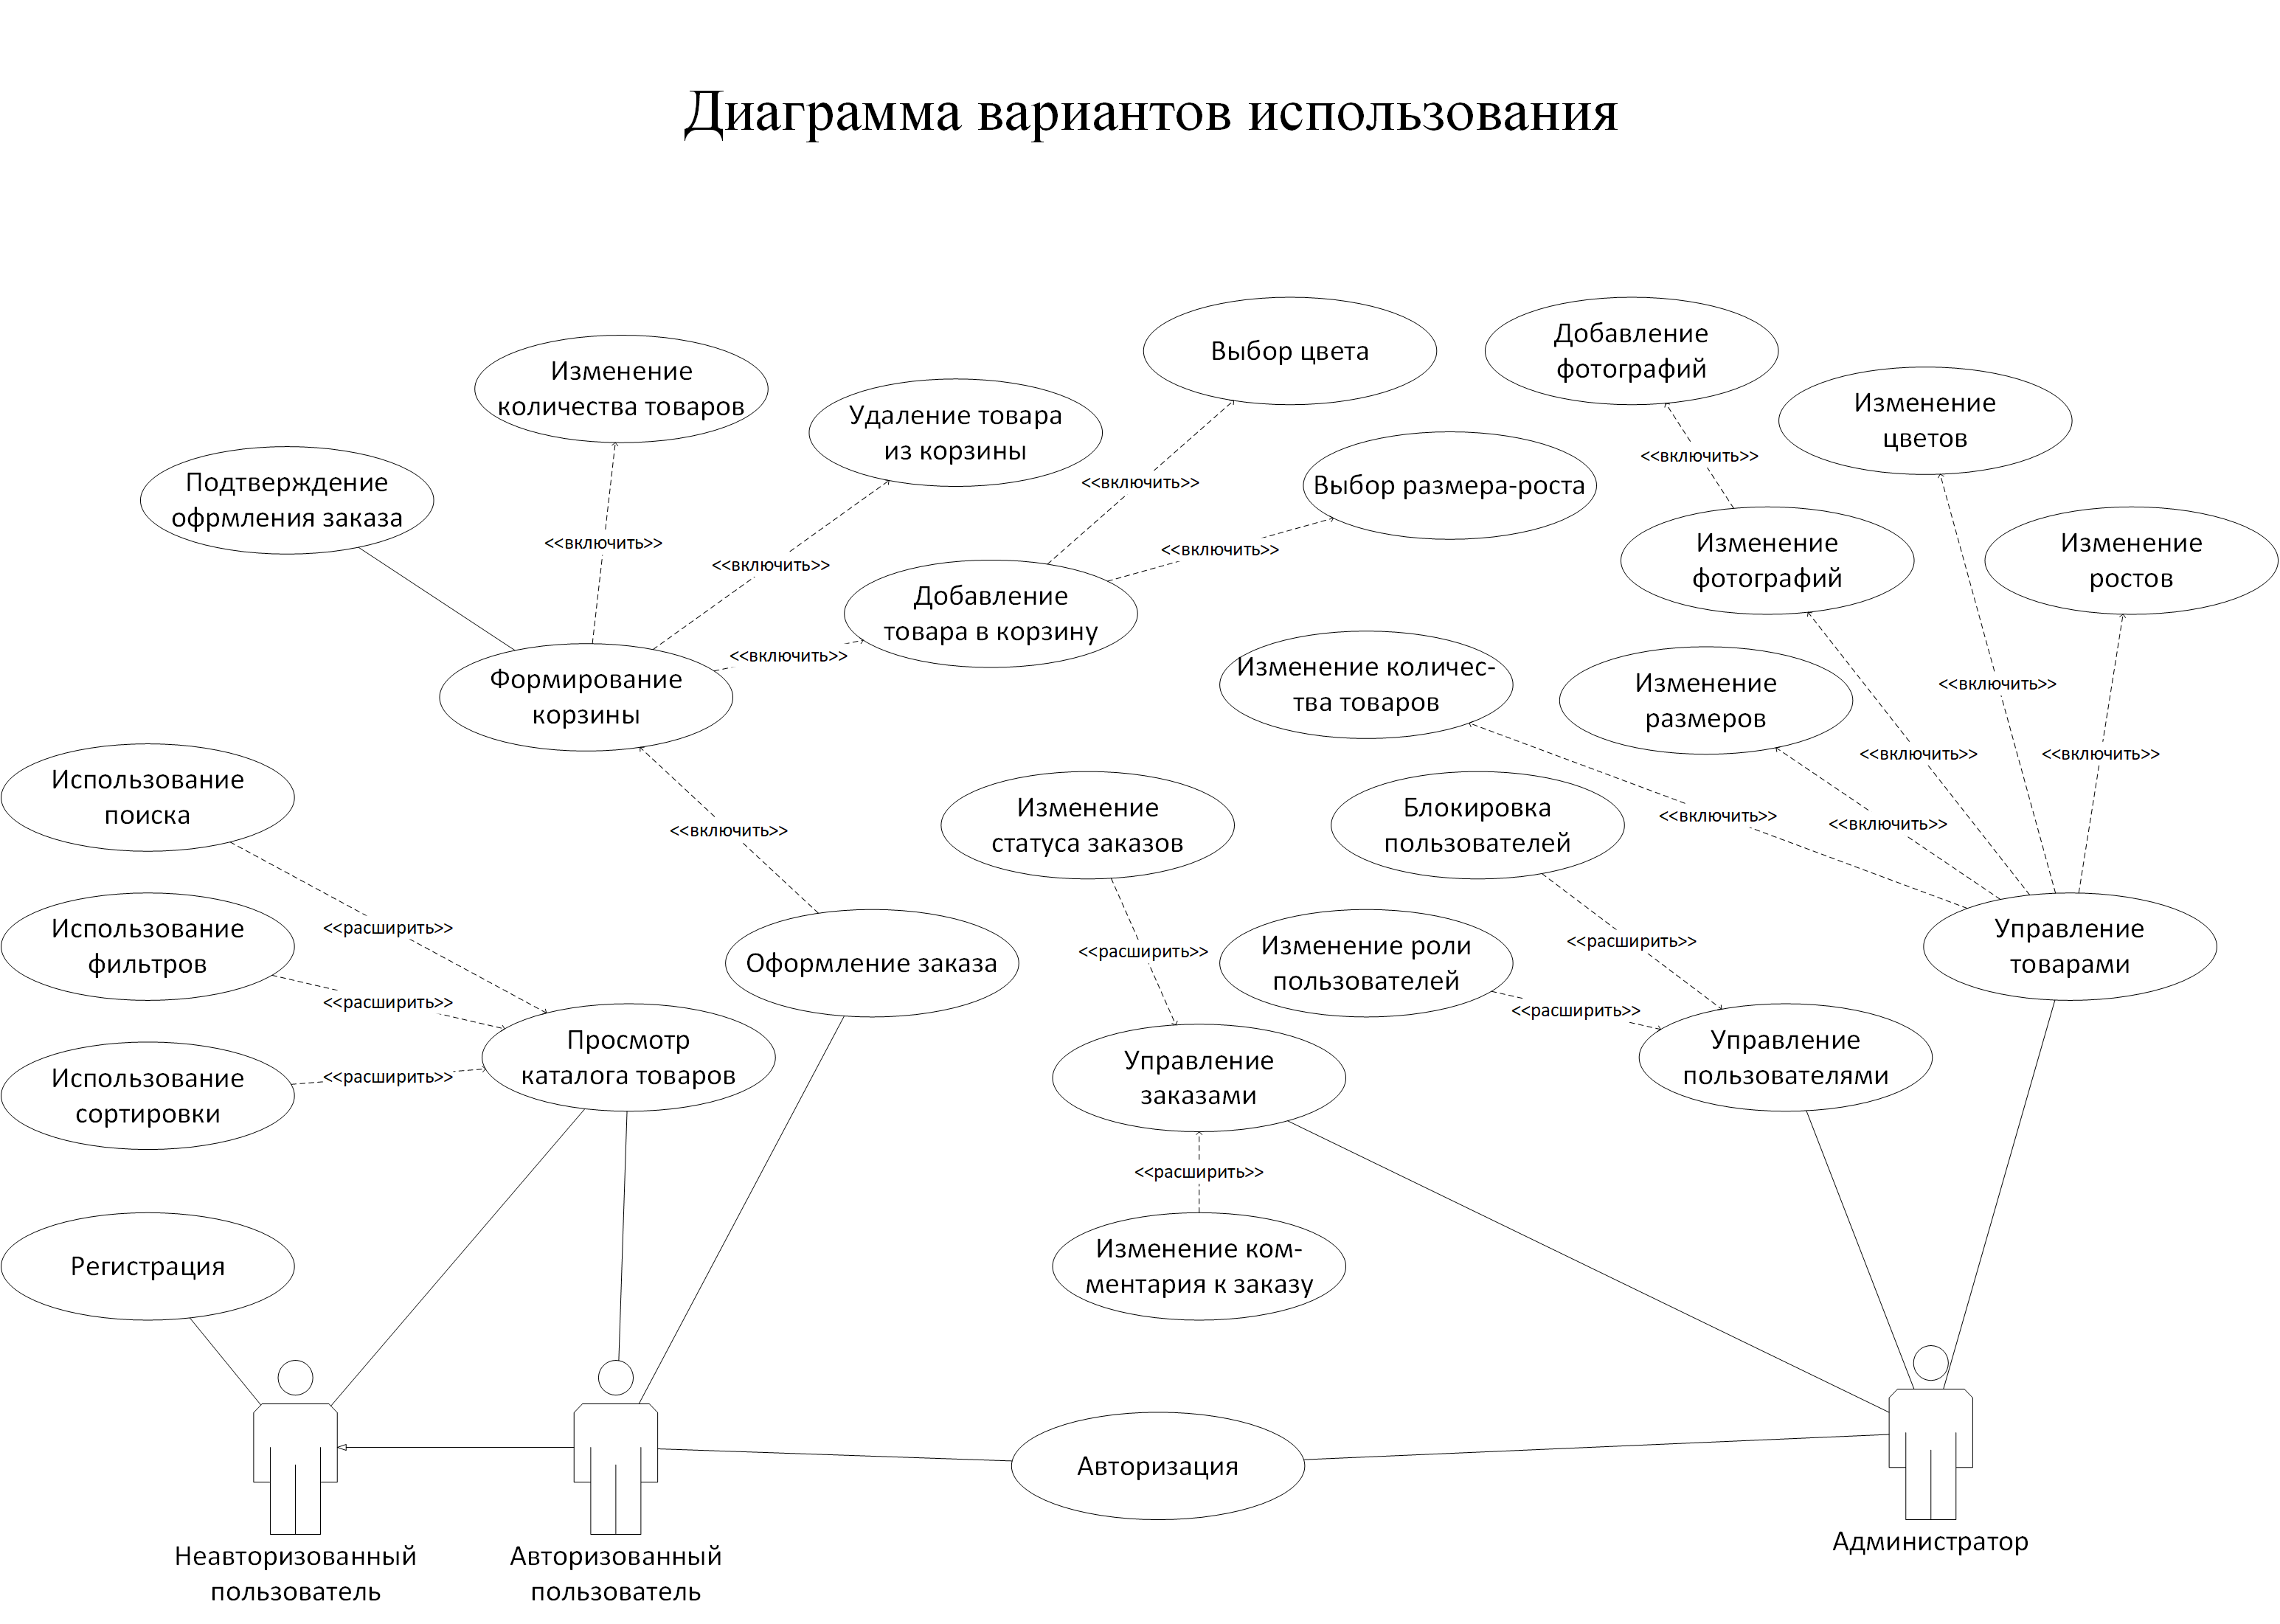 Диаграмма вариантов использования
Выбор цвета
Добавление
фотографий
Изменение
количества товаров
Удаление товара
из корзины
Изменение
цветов
<<включить>>
Подтверждение
офрмления заказа
<<включить>>
Выбор размера-роста
<<включить>>
<<включить>>
<<включить>>
Изменение
фотографий
Изменение
ростов
<<включить>>
Добавление
товара в корзину
<<включить>>
Формирование
корзины
Изменение количес-
тва товаров
Изменение
размеров
<<включить>>
<<включить>>
<<включить>>
Использование
поиска
<<включить>>
Изменение
статуса заказов
Блокировка
пользователей
<<включить>>
<<включить>>
Использование
фильтров
<<расширить>>
Оформление заказа
<<расширить>>
Изменение роли
пользователей
<<расширить>>
Управление
товарами
<<расширить>>
<<расширить>>
Использование
сортировки
<<расширить>>
Просмотр
каталога товаров
Управление
заказами
Управление
пользователями
<<расширить>>
Регистрация
Изменение ком-
ментария к заказу
Авторизация
Неавторизованный
пользователь
Авторизованный
пользователь
Администратор